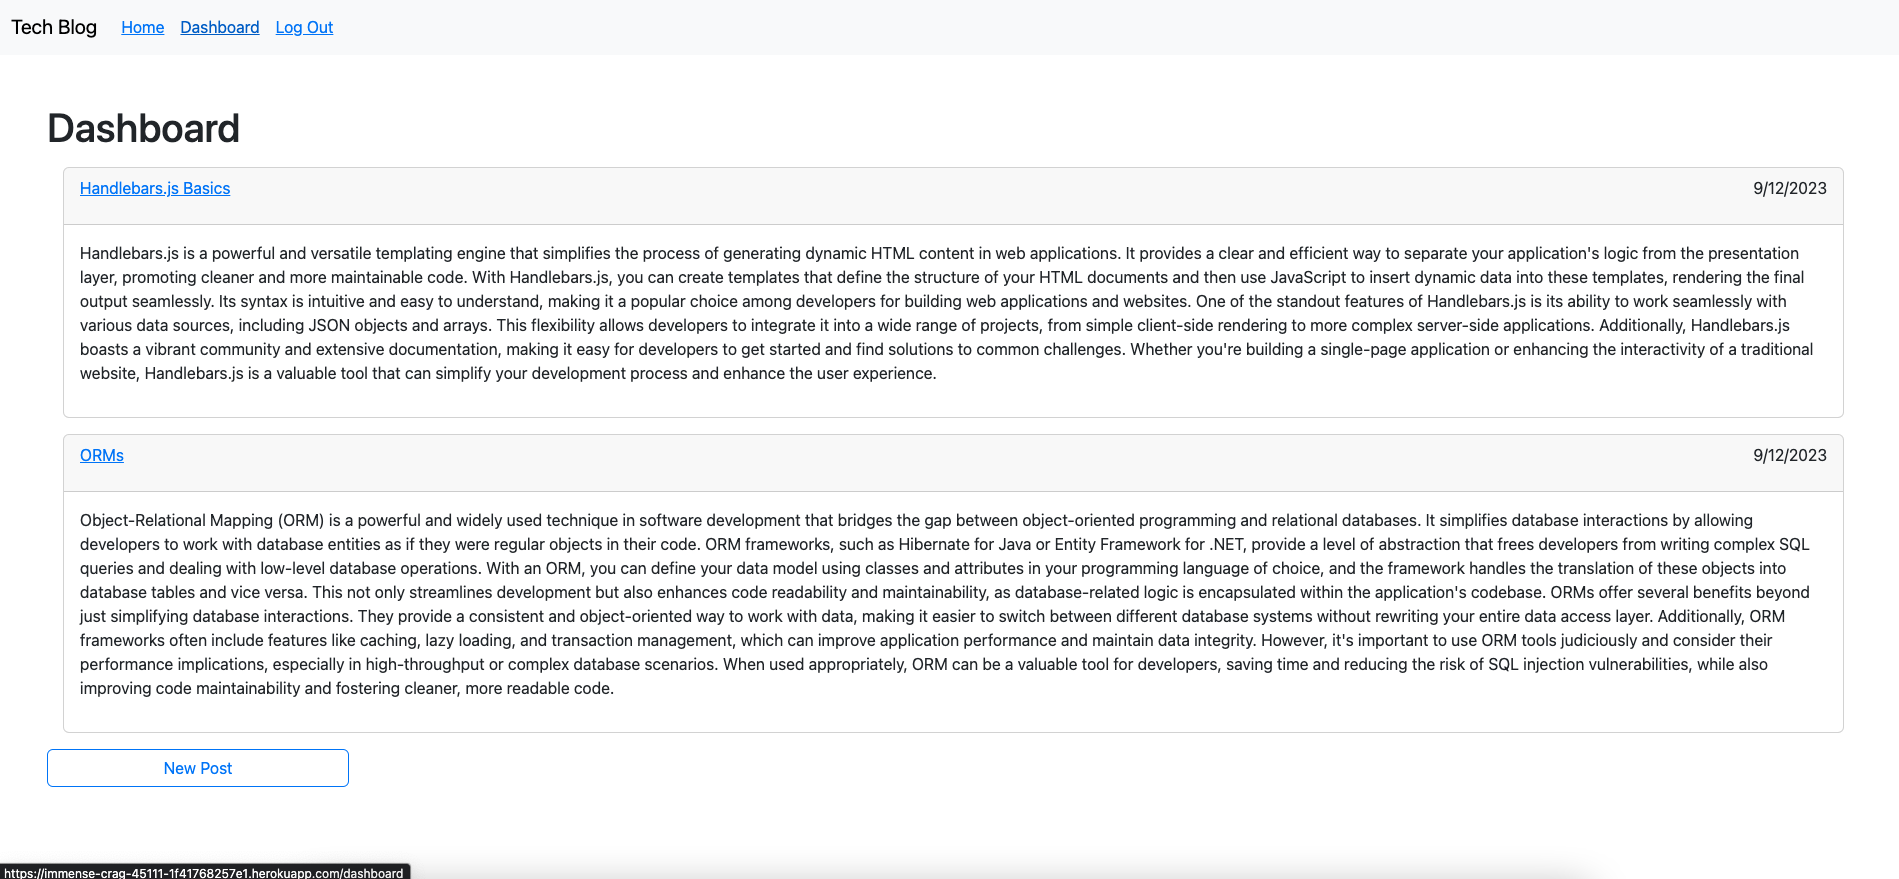 Tech Blog Home Dashboard Log Out
Dashboard
Handlebars.js Basics 9/12/2023
Handlebars.js is a powerful and versatile templating engine that simplifies the process of generating dynamic HTML content in web applications. It provides a clear and efficient way to separate your application's logic from the presentation
layer, promoting cleaner and more maintainable code. With Handlebars.js, you can create templates that define the structure of your HTML documents and then use JavaScript to insert dynamic data into these templates, rendering the final
output seamlessly. Its syntax is intuitive and easy to understand, making it a popular choice among developers for building web applications and websites. One of the standout features of Handlebars.js is its ability to work seamlessly with
various data sources, including JSON objects and arrays. This flexibility allows developers to integrate it into a wide range of projects, from simple client-side rendering to more complex server-side applications. Additionally, Handlebars.js
boasts a vibrant community and extensive documentation, making it easy for developers to get started and find solutions to common challenges. Whether you're building a single-page application or enhancing the interactivity of a traditional
website, Handlebars.js is a valuable tool that can simplify your development process and enhance the user experience.
ORMs 9/12/2023
Object-Relational Mapping (ORM) is a powerful and widely used technique in software development that bridges the gap between object-oriented programming and relational databases. It simplifies database interactions by allowing
developers to work with database entities as if they were regular objects in their code. ORM frameworks, such as Hibernate for Java or Entity Framework for .NET, provide a level of abstraction that frees developers from writing complex SQL
queries and dealing with low-level database operations. With an ORM, you can define your data model using classes and attributes in your programming language of choice, and the framework handles the translation of these objects into
database tables and vice versa. This not only streamlines development but also enhances code readability and maintainability, as database-related logic is encapsulated within the application's codebase. ORMs offer several benefits beyond
just simplifying database interactions. They provide a consistent and object-oriented way to work with data, making it easier to switch between different database systems without rewriting your entire data access layer. Additionally, ORM
frameworks often include features like caching, lazy loading, and transaction management, which can improve application performance and maintain data integrity. However, it's important to use ORM tools judiciously and consider their
performance implications, especially in high-throughput or complex database scenarios. When used appropriately, ORM can be a valuable tool for developers, saving time and reducing the risk of SQL injection vulnerabilities, while also
improving code maintainability and fostering cleaner, more readable code.
New Post
https://immense-crag-45111-1f41768257e1.herokuapp.com/dashboard